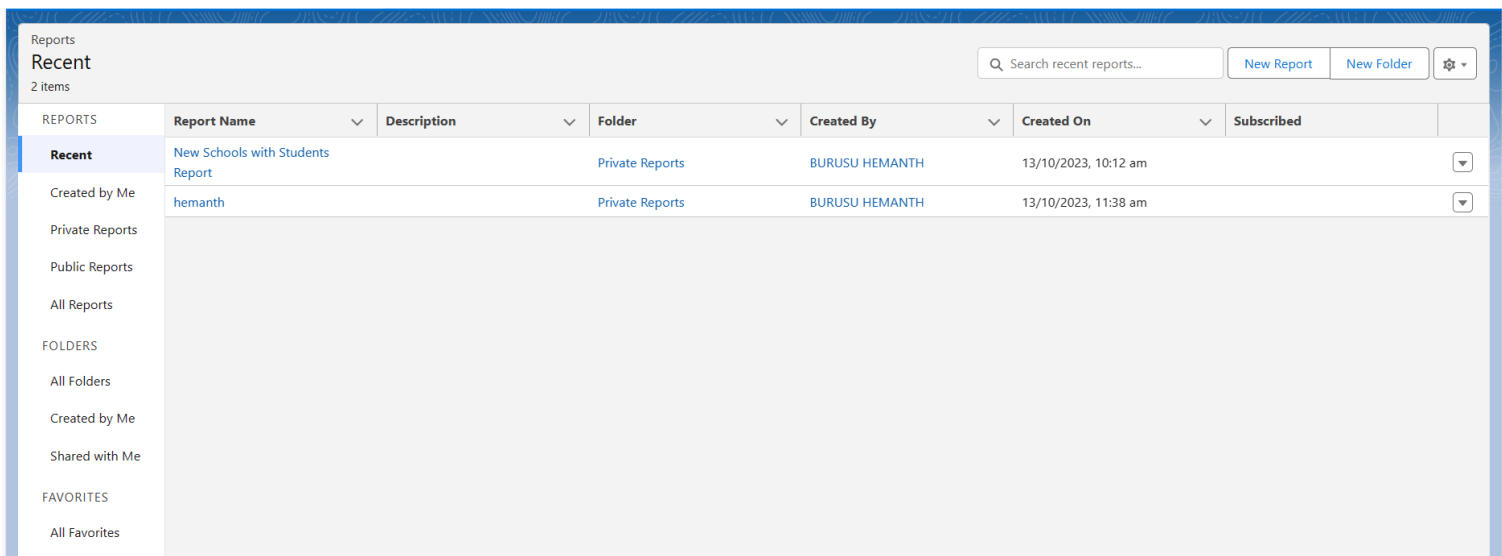 Reports
Recent
2 items
Search recent reports...
New Report
New Folder
REPORTS
Recent
Created by Me
Private Reports
Public Reports
All Reports
FOLDERS
All Folders
Created by Me
Shared with Me
FAVORITES
All Favorites
Report Name Description Folder Created By Created On Subscribed
New Schools with Students
Report Private Reports BURUSU HEMANTH 13/10/2023, 10:12 am
hemanth Private Reports BURUSU HEMANTH 13/10/2023, 11:38 am